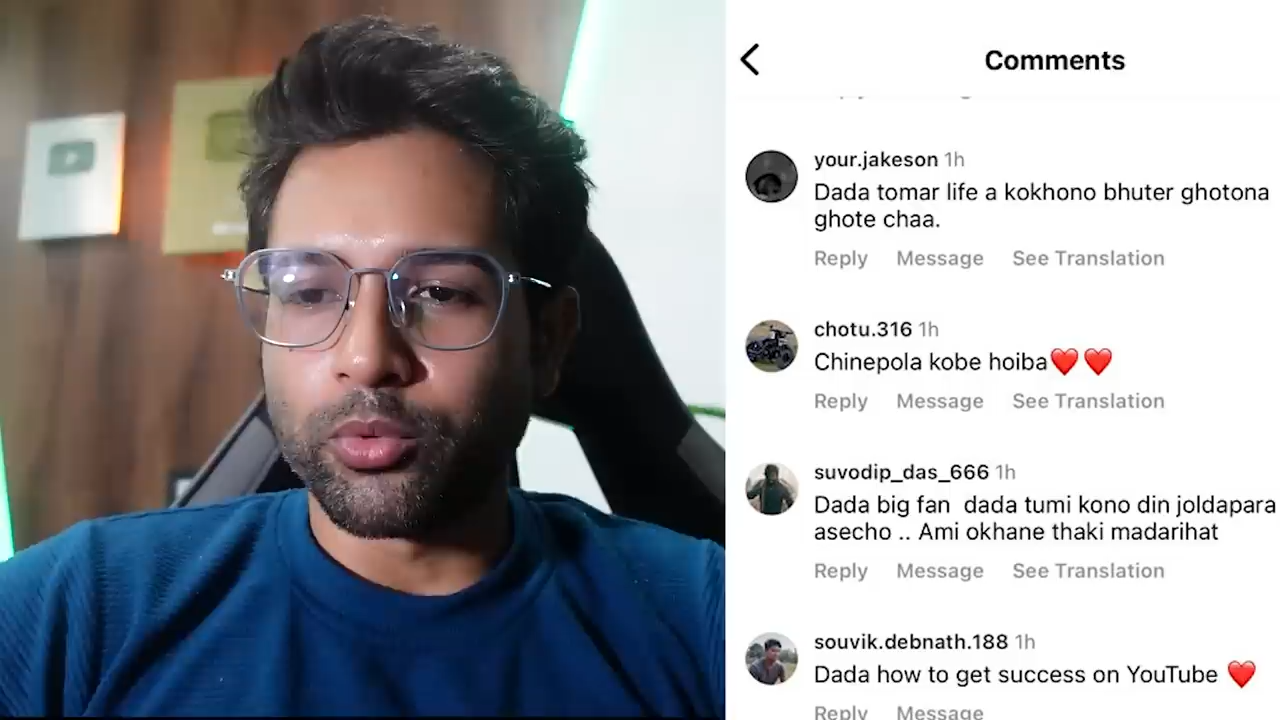 Comments
your.jakeson 1h
Dada tomar life a kokhono bhuter ghotona
ghote chaa.
Reply Message See Translation
chotu.316 1h
Chinepola kobe hoiba❤️❤️
Reply Message See Translation
suvodip_das_666 1h
Dada big fan dada tumi kono din joldapara
asecho .. Ami okhane thaki madarihat
Reply Message See Translation
souvik.debnath.188 1h
Dada how to get success on YouTube ❤️
Reply Message